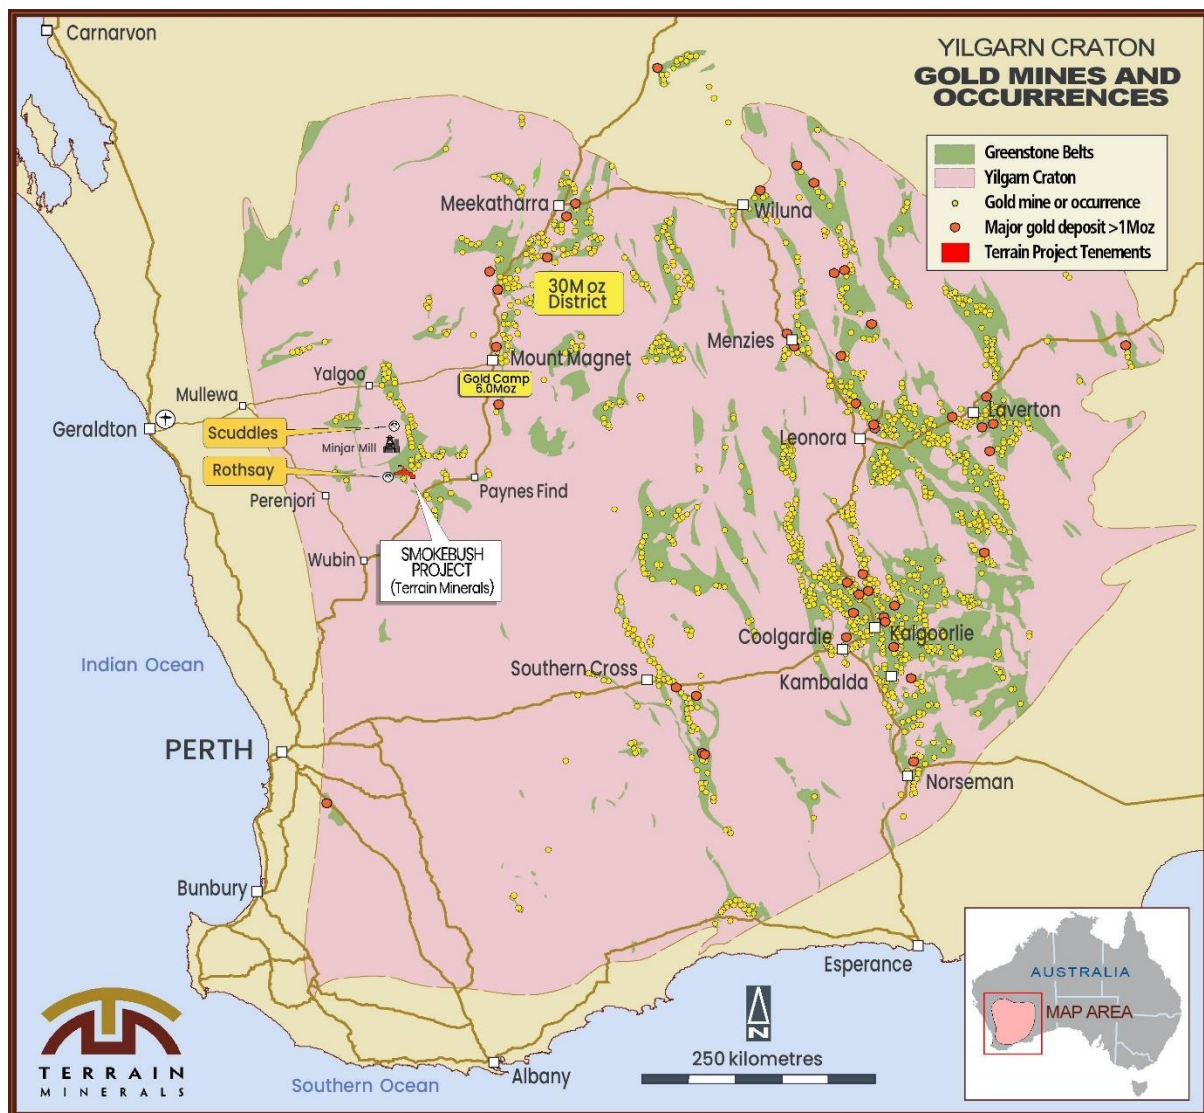 Carnarvon
YILGARN CRATON
GOLD MINES AND
OCCURRENCES
Greenstone Belts
Yilgarn Craton
Gold mine or occurrence
Major gold deposit >1Moz
Terrain Project Tenements
Meekatharra
Wiluna
30M oz
District
Menzies
Mount Magnet
Yalgoo
Gold Camp
6.0Moz
Mullewa
Laverton
Geraldton
Scuddles
Minjar Mill
Leonora
Rothsay
Paynes Find
Perenjori
Wubin
SMOKEBUSH
PROJECT
(Terrain Minerals)
Kalgoorlie
Coolgardie
Indian Ocean
Southern Cross
Kambalda
PERTH
Norseman
Bunbury
Esperance
AUSTRALIA
MAP AREA
N
250 kilometres
TERRAIN
MINERALS
Southern Ocean
Albany